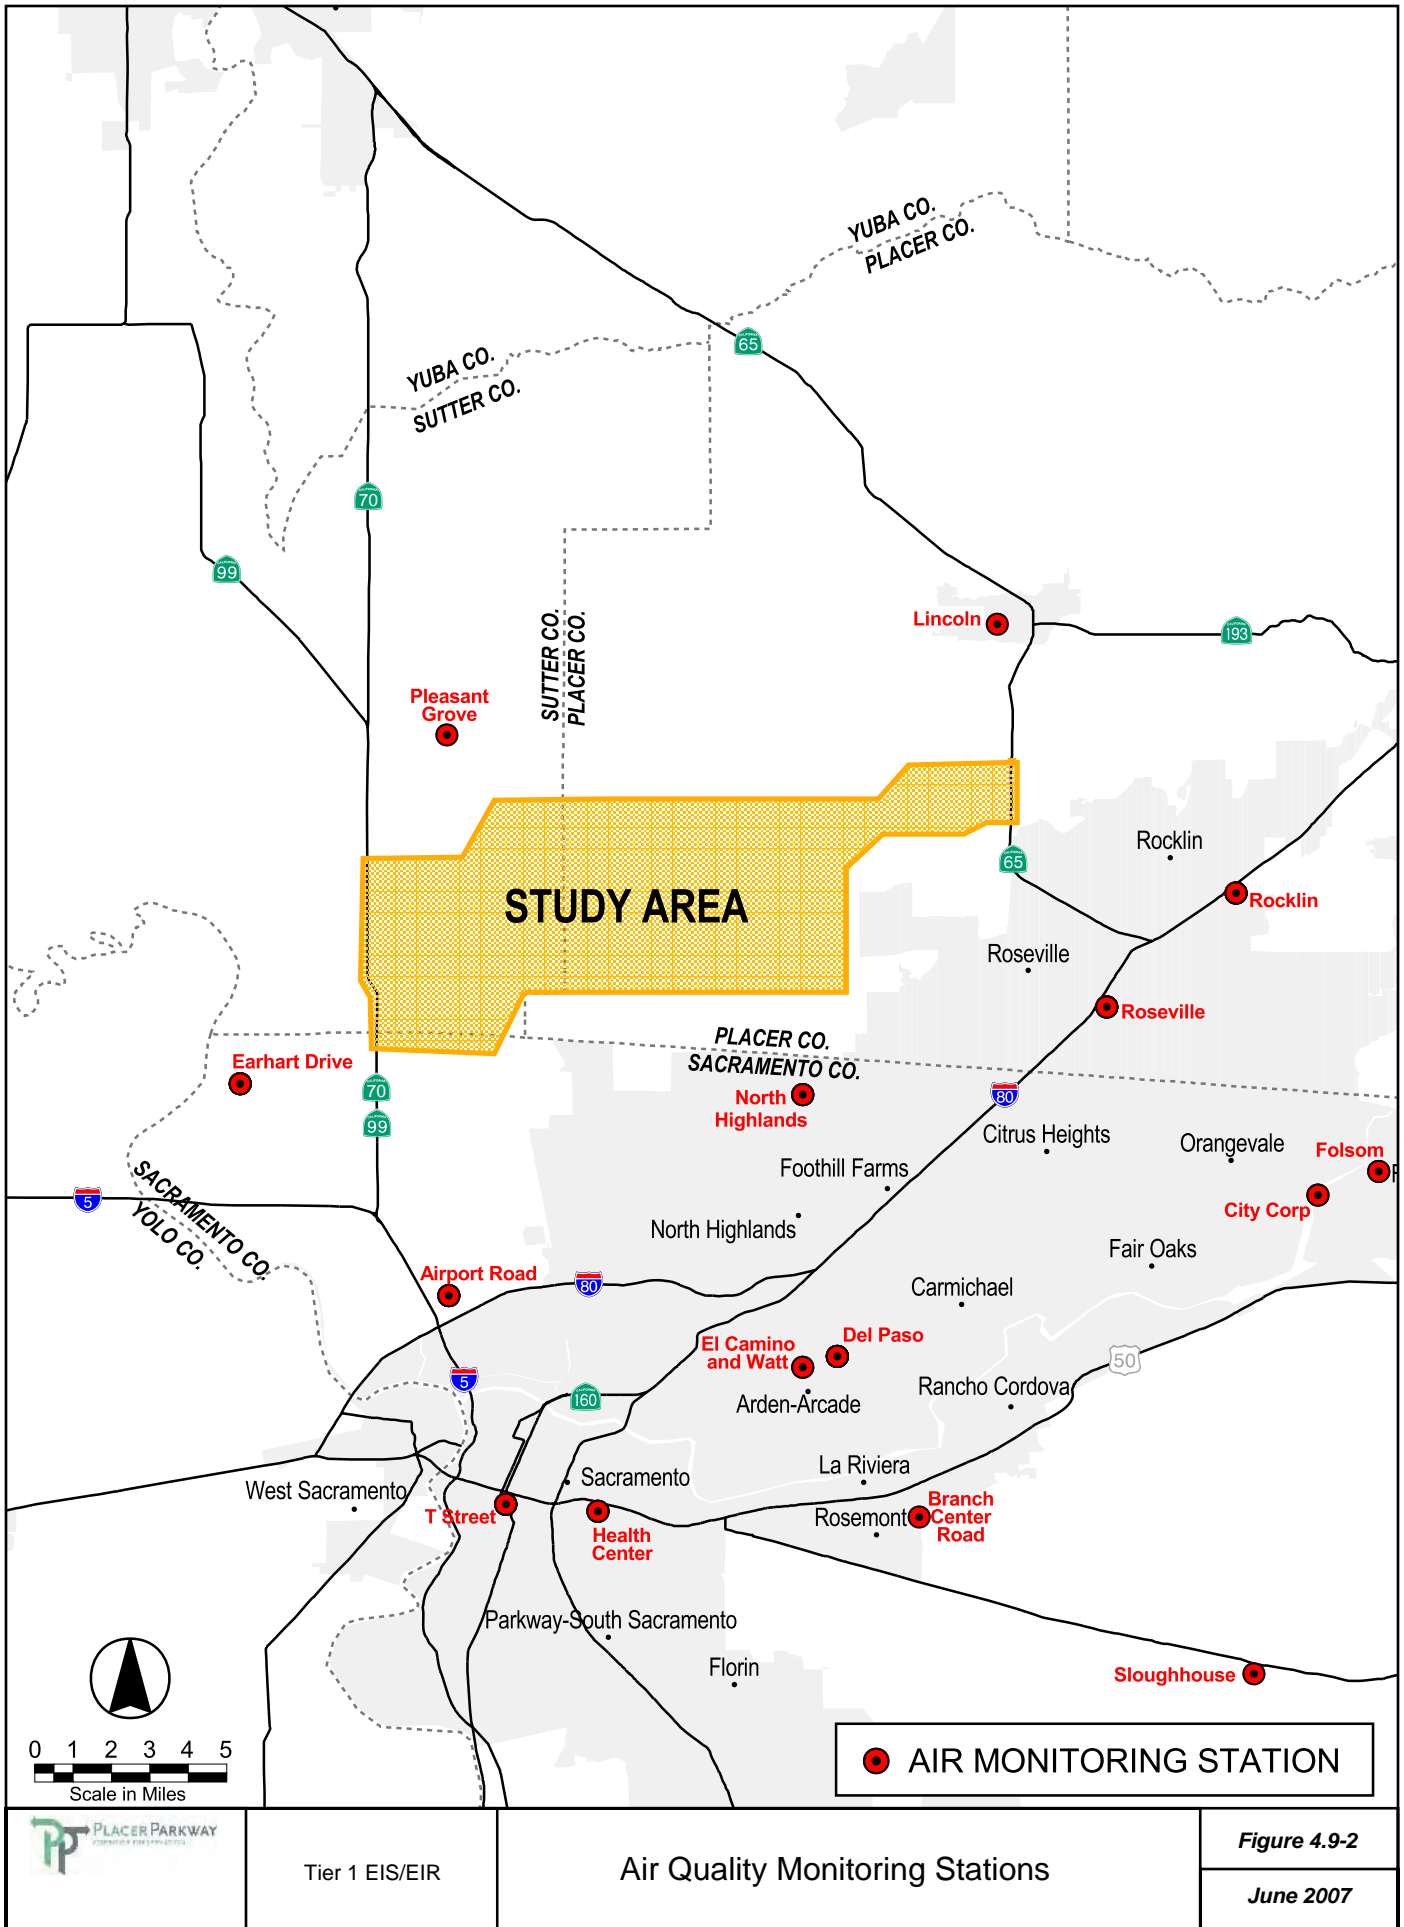 YUBA CO.
PLACER CO.
65
YUBA CO.
SUTTER CO.
70
99
SUTTER CO.
PLACER CO.
Lincoln
193
Pleasant
Grove
Rocklin
65
STUDY AREA
Rocklin
Roseville
Roseville
PLACER CO.
SACRAMENTO CO.
Earhart Drive
70
99
North
Highlands
80
Citrus Heights
Orangevale
Folsom
Foothill Farms
SACRAMENTO CO.
YOLO CO.
5
City Corp
North Highlands
Fair Oaks
Airport Road
80
Carmichael
El Camino
and Watt
Del Paso
50
5
160
Arden-Arcade
Rancho Cordova
La Riviera
Sacramento
West Sacramento
T Street
Health
Center
Rosemont
Branch
Center
Road
Parkway-South Sacramento
Florin
Sloughhouse
0 1 2 3 4 5
Scale in Miles
AIR MONITORING STATION
PLACER PARKWAY
Tier 1 EIS/EIR
Air Quality Monitoring Stations
Figure 4.9-2
June 2007